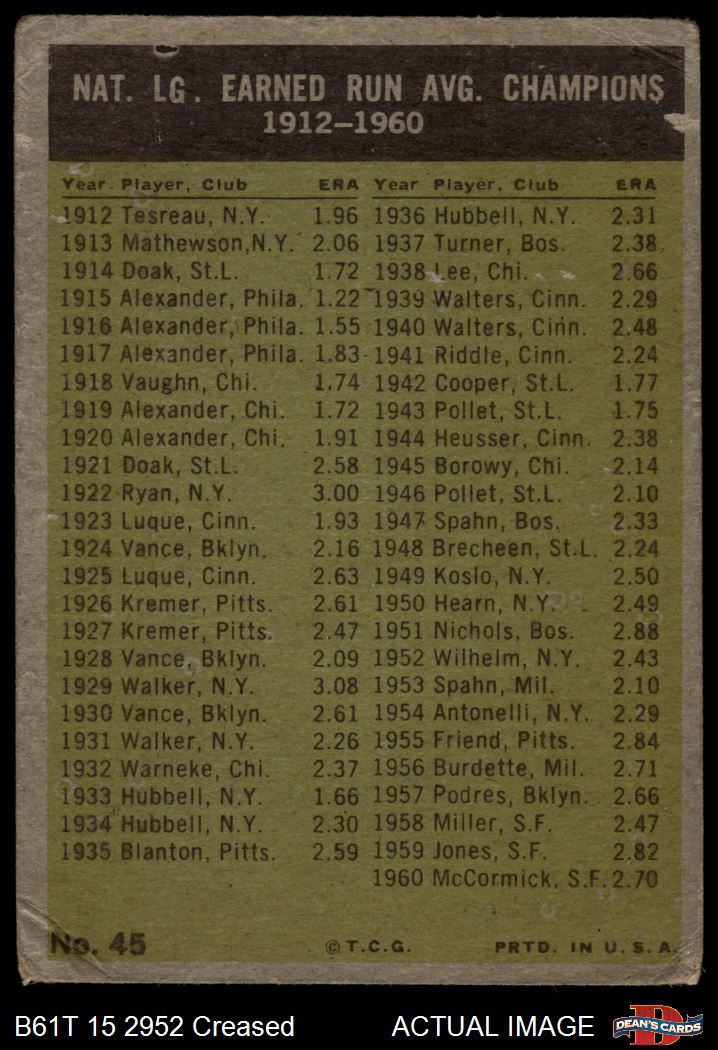 NAT. LG. EARNED RUN AVG. CHAMPIONS
1912–1960
Year Player, Club ERA
1912 Tesreau, N.Y. 1.96
1913 Mathewson, N.Y. 2.06
1914 Doak, St.L. 1.72
1915 Alexander, Phila. 1.22
1916 Alexander, Phila. 1.55
1917 Alexander, Phila. 1.83
1918 Vaughn, Chi. 1.74
1919 Alexander, Chi. 1.72
1920 Alexander, Chi. 1.91
1921 Doak, St.L. 2.58
1922 Ryan, N.Y. 3.00
1923 Luque, Cinn. 1.93
1924 Vance, Bklyn. 2.16
1925 Luque, Cinn. 2.63
1926 Kremer, Pitts. 2.61
1927 Kremer, Pitts. 2.47
1928 Vance, Bklyn. 2.09
1929 Walker, N.Y. 3.08
1930 Vance, Bklyn. 2.61
1931 Walker, N.Y. 2.26
1932 Warneke, Chi. 2.37
1933 Hubbell, N.Y. 1.66
1934 Hubbell, N.Y. 2.30
1935 Blanton, Pitts. 2.59
Year Player, Club ERA
1936 Hubbell, N.Y. 2.31
1937 Turner, Bos. 2.38
1938 Lee, Chi. 2.66
1939 Walters, Cinn. 2.29
1940 Walters, Cinn. 2.48
1941 Riddle, Cinn. 2.24
1942 Cooper, St.L. 1.77
1943 Pollet, St.L. 1.75
1944 Heusser, Cinn. 2.38
1945 Borowy, Chi. 2.14
1946 Pollet, St.L. 2.10
1947 Spahn, Bos. 2.33
1948 Brecheen, St.L. 2.24
1949 Koslo, N.Y. 2.50
1950 Hearn, N.Y. 2.49
1951 Nichols, Bos. 2.88
1952 Wilhelm, N.Y. 2.43
1953 Spahn, Mil. 2.10
1954 Antonelli, N.Y. 2.29
1955 Friend, Pitts. 2.84
1956 Burdette, Mil. 2.71
1957 Podres, Bklyn. 2.66
1958 Miller, S.F. 2.47
1959 Jones, S.F. 2.82
1960 McCormick, S.F. 2.70
No. 45 © T.C.G. PRTD. IN U.S.A.
B61T 15 2952 Creased ACTUAL IMAGE
D
DEAN'S CARDS